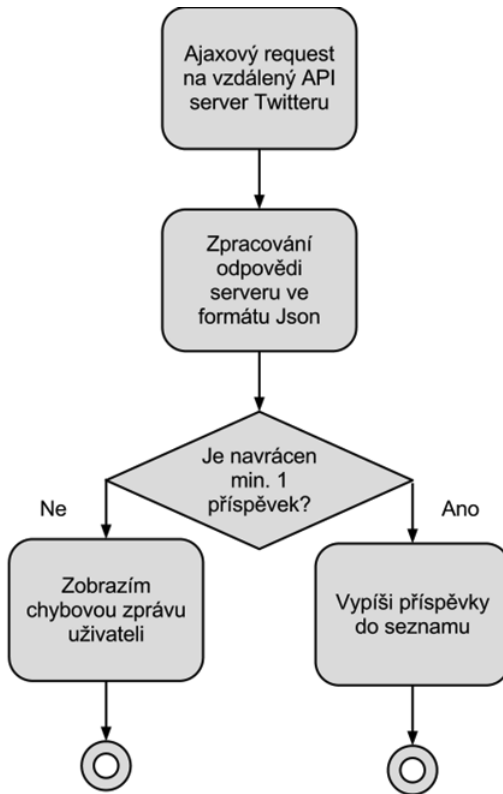 Ajaxový request
na vzdálený API
server Twitteru
Zpracování
odpovědi
serveru ve
formátu Json
Je navrácen
min. 1
příspěvek?
Ne
Ano
Zobrazím
chybovou zprávu
uživateli
Vypíši příspěvky
do seznamu